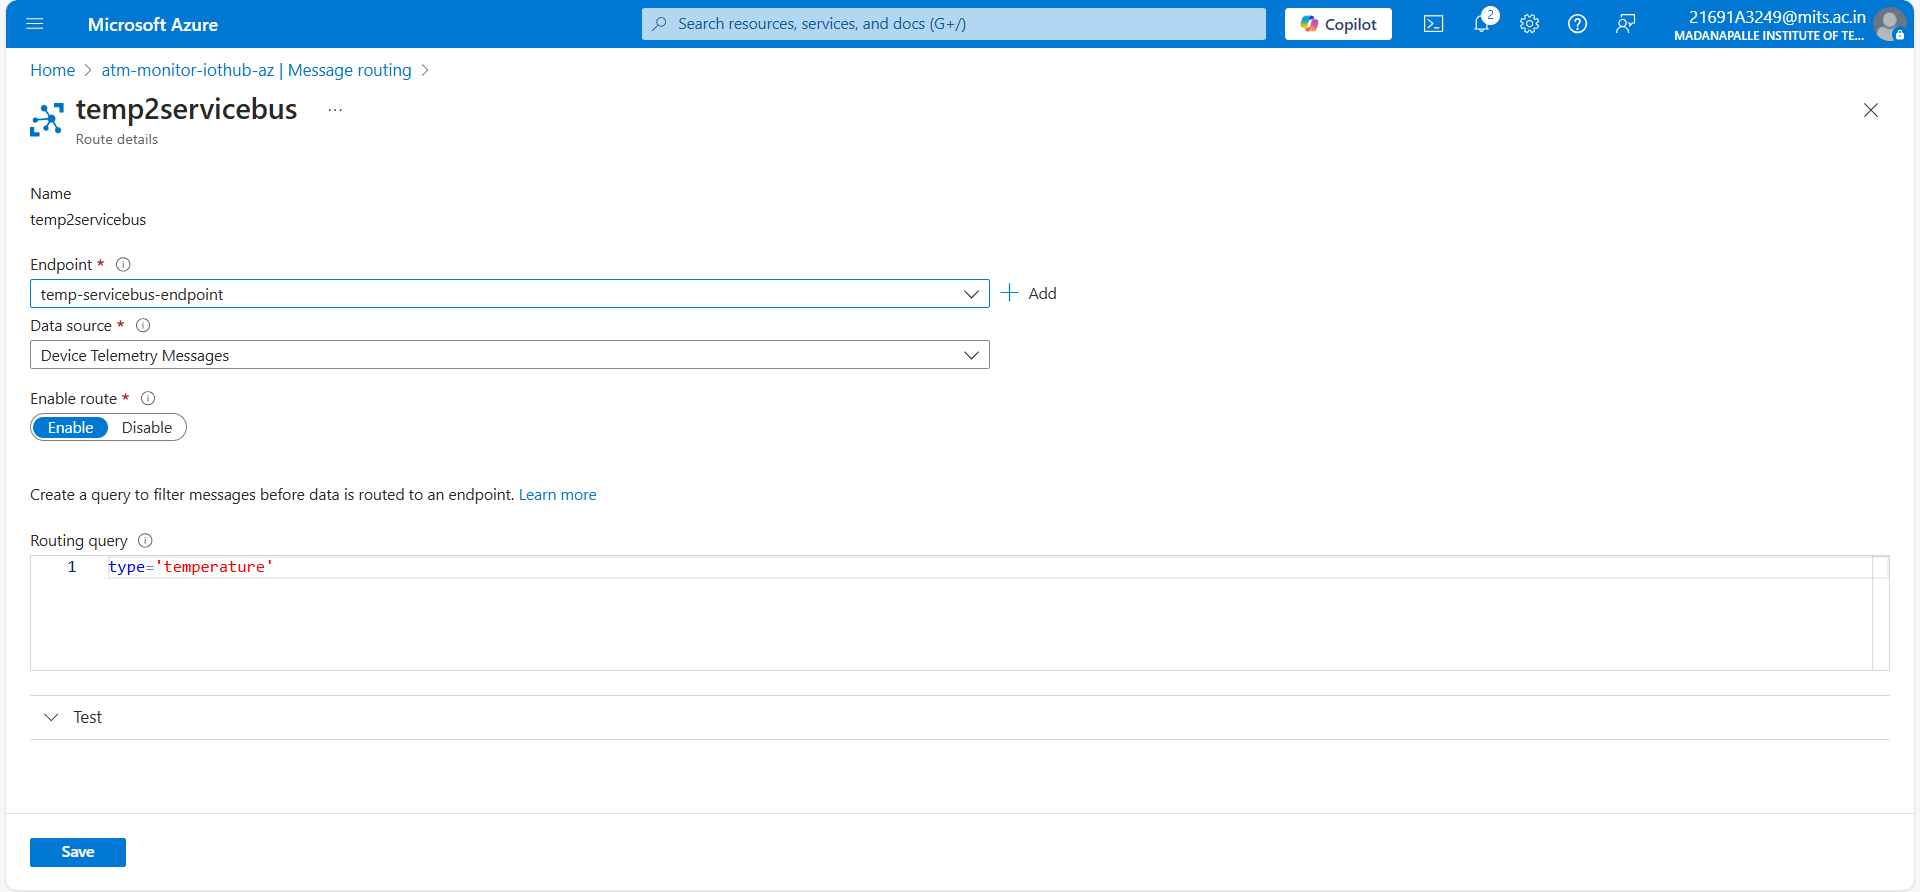 Microsoft Azure
Search resources, services, and docs (G+/)
Copilot
2
21691A3249@mits.ac.in
MADANAPALLE INSTITUTE OF TE...
Home > atm-monitor-iothub-az | Message routing >
temp2servicebus ...
Route details
Name
temp2servicebus
Endpoint *
temp-servicebus-endpoint
Add
Data source *
Device Telemetry Messages
Enable route *
Enable Disable
Create a query to filter messages before data is routed to an endpoint. Learn more
Routing query
1 type='temperature'
Test
Save